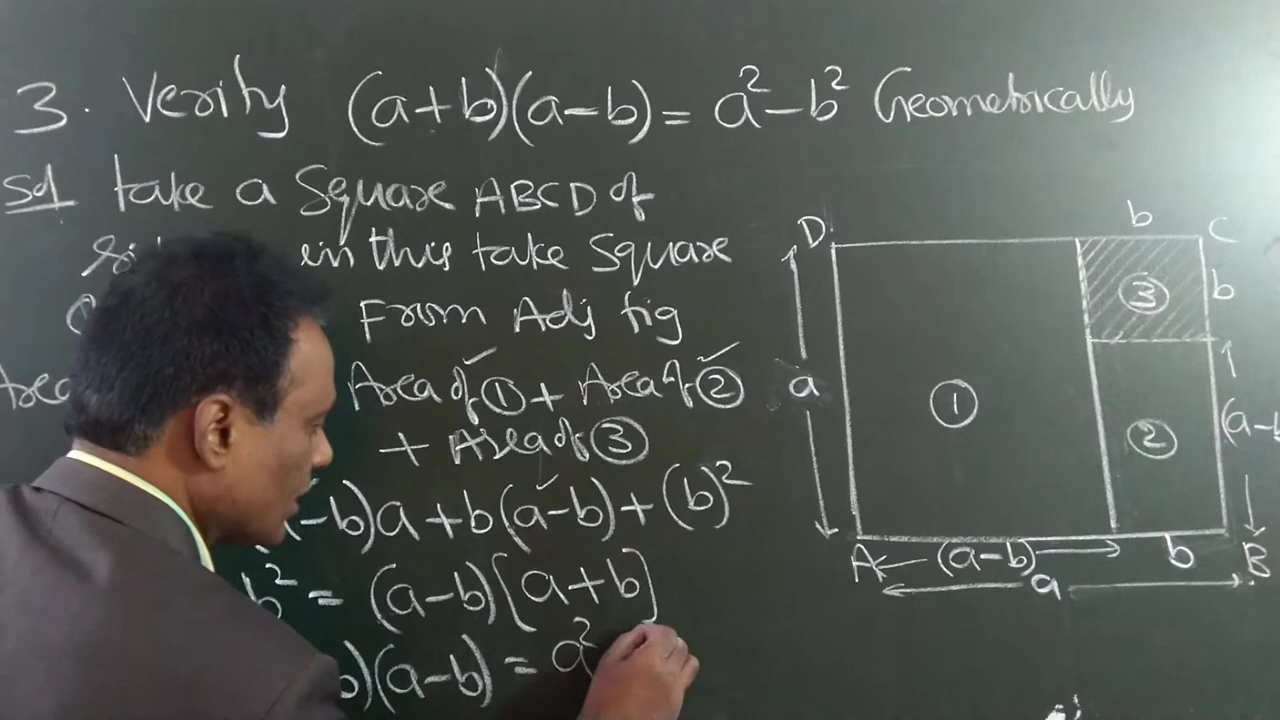 3. Verify (a+b)(a-b) = a²-b² Geometrically
Sol take a Square ABCD of
in this take Square
From Adj fig
Area of ① + Area of ②
+ Area of ③
-b)a + b(a-b) + (b)²
b² = (a-b)[a+b]
b)(a-b) = a²
b
D
C
③
b
a
①
②
(a-b
A
(a-b)
b
B
a